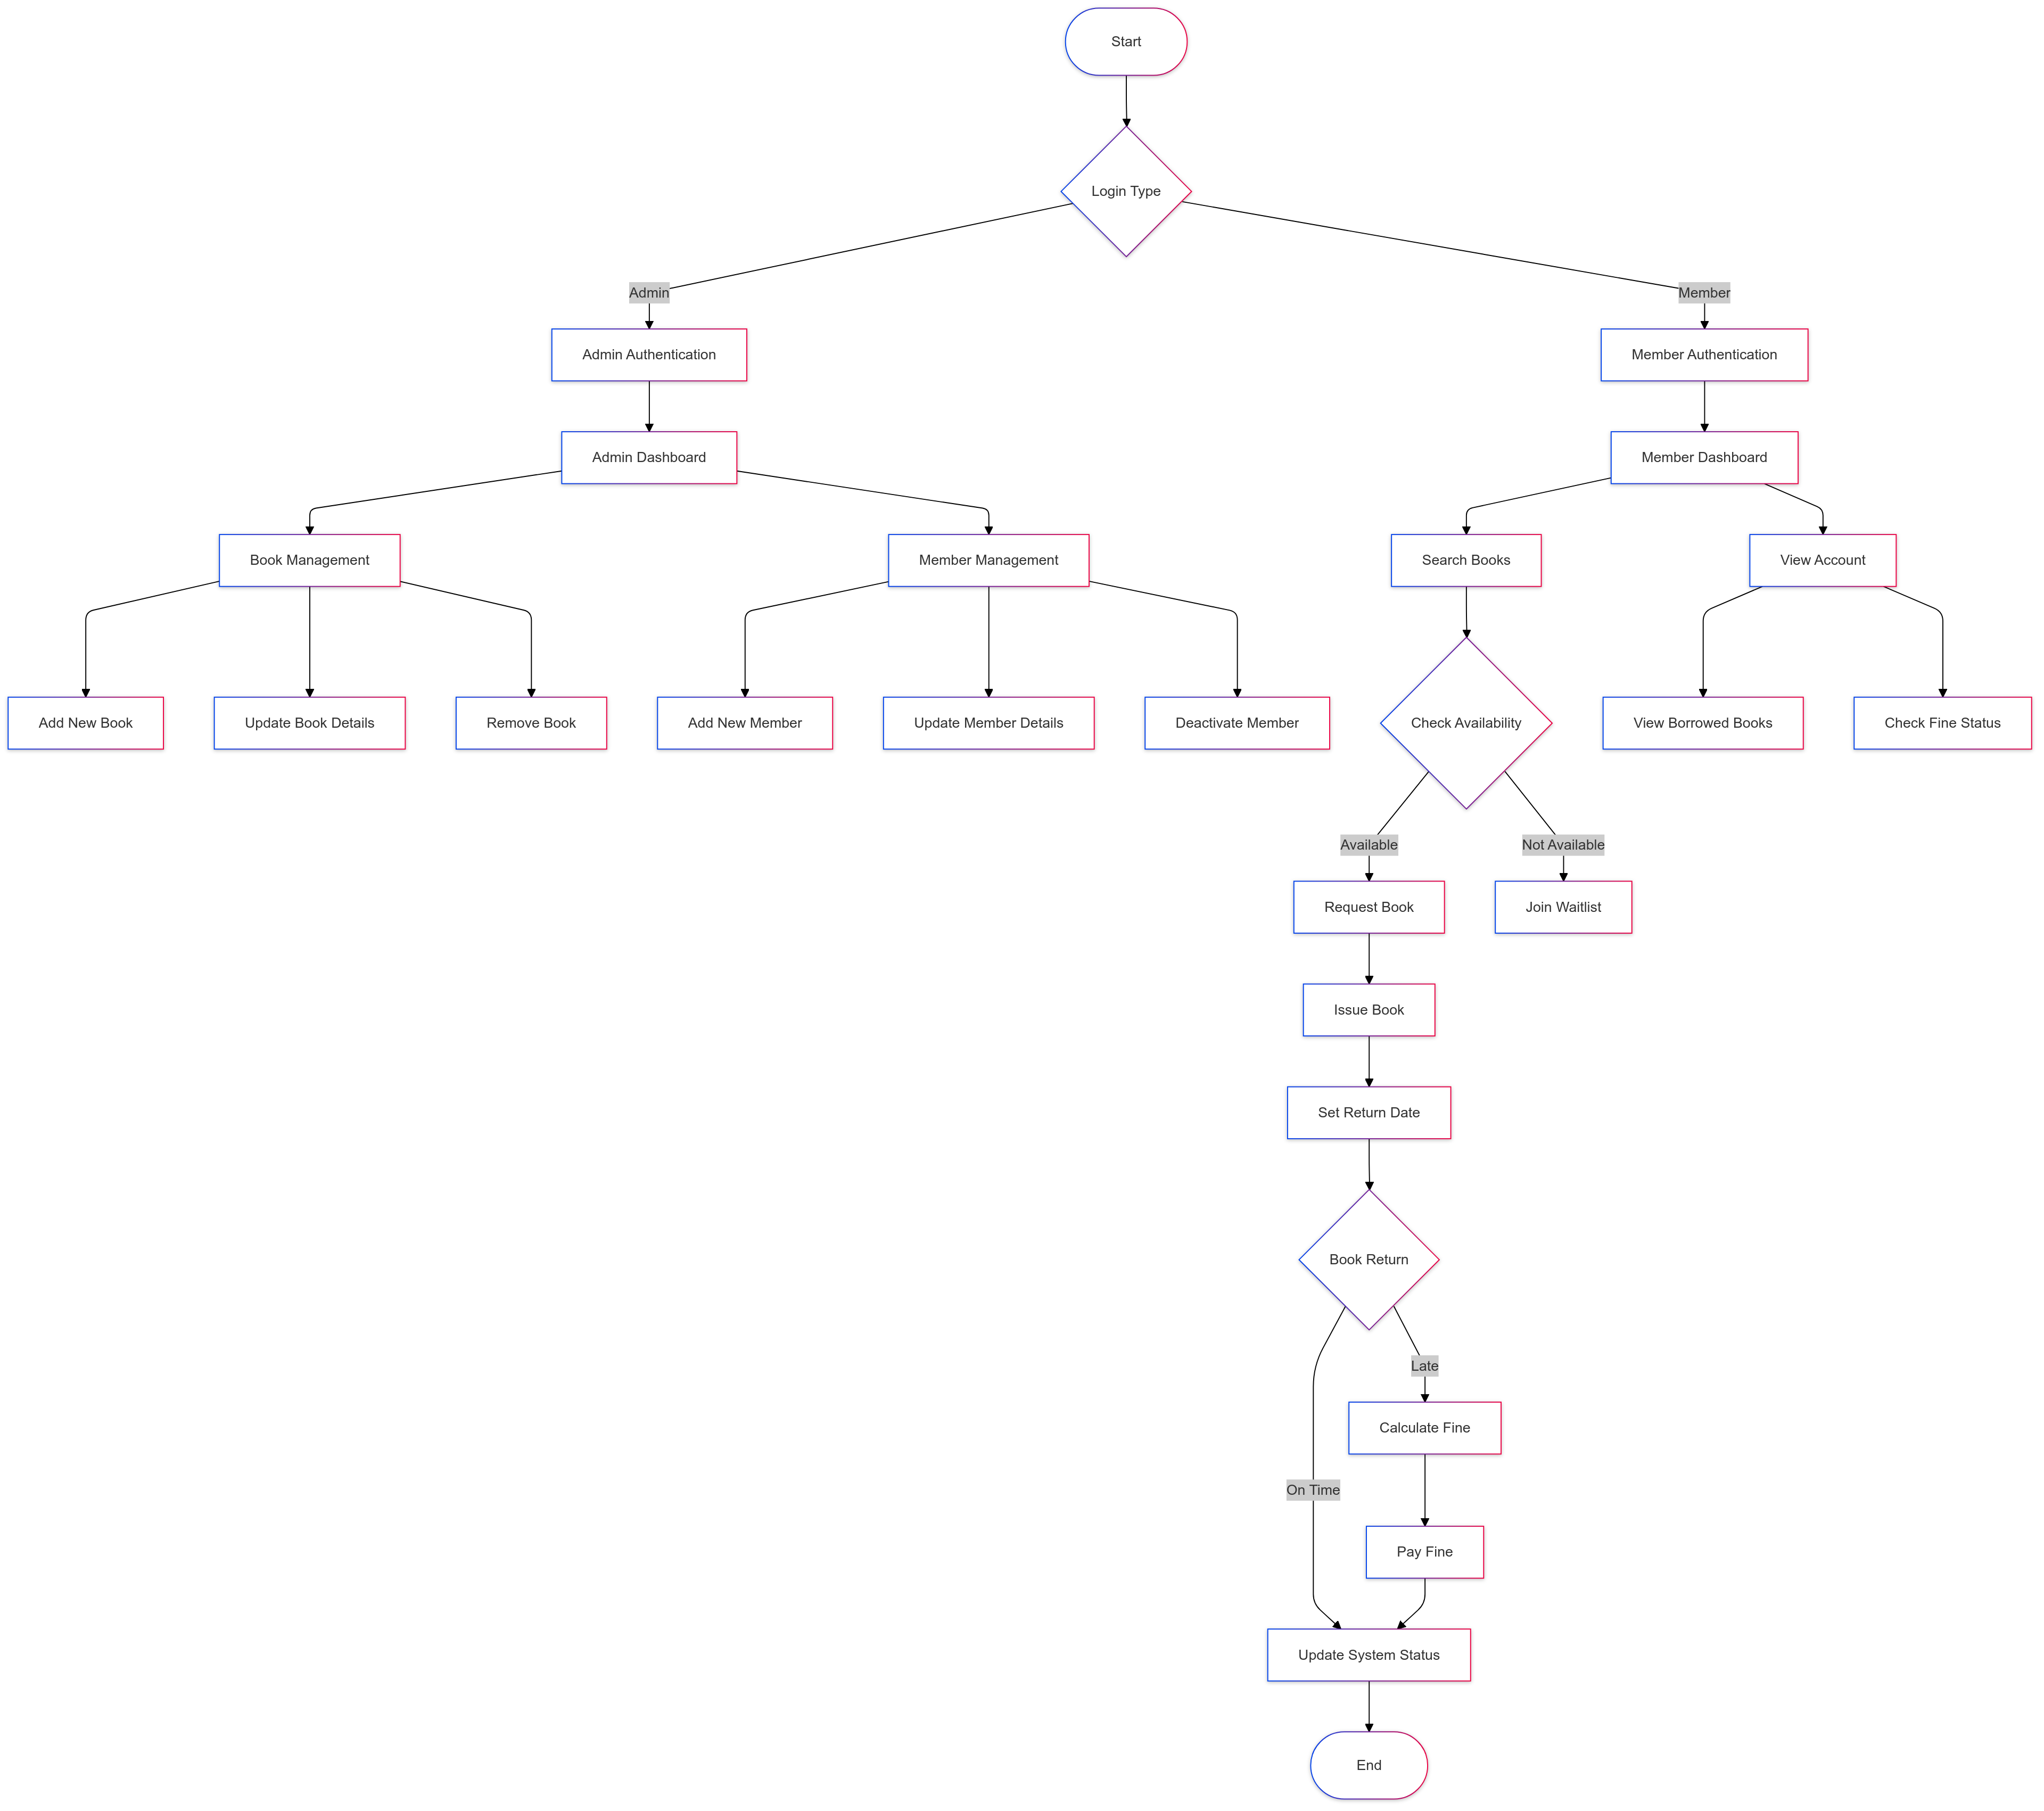 Start
Login Type
Admin
Member
Admin Authentication
Member Authentication
Admin Dashboard
Member Dashboard
Book Management
Member Management
Search Books
View Account
Add New Book
Update Book Details
Remove Book
Add New Member
Update Member Details
Deactivate Member
Check Availability
View Borrowed Books
Check Fine Status
Available
Not Available
Request Book
Join Waitlist
Issue Book
Set Return Date
Book Return
Late
Calculate Fine
On Time
Pay Fine
Update System Status
End